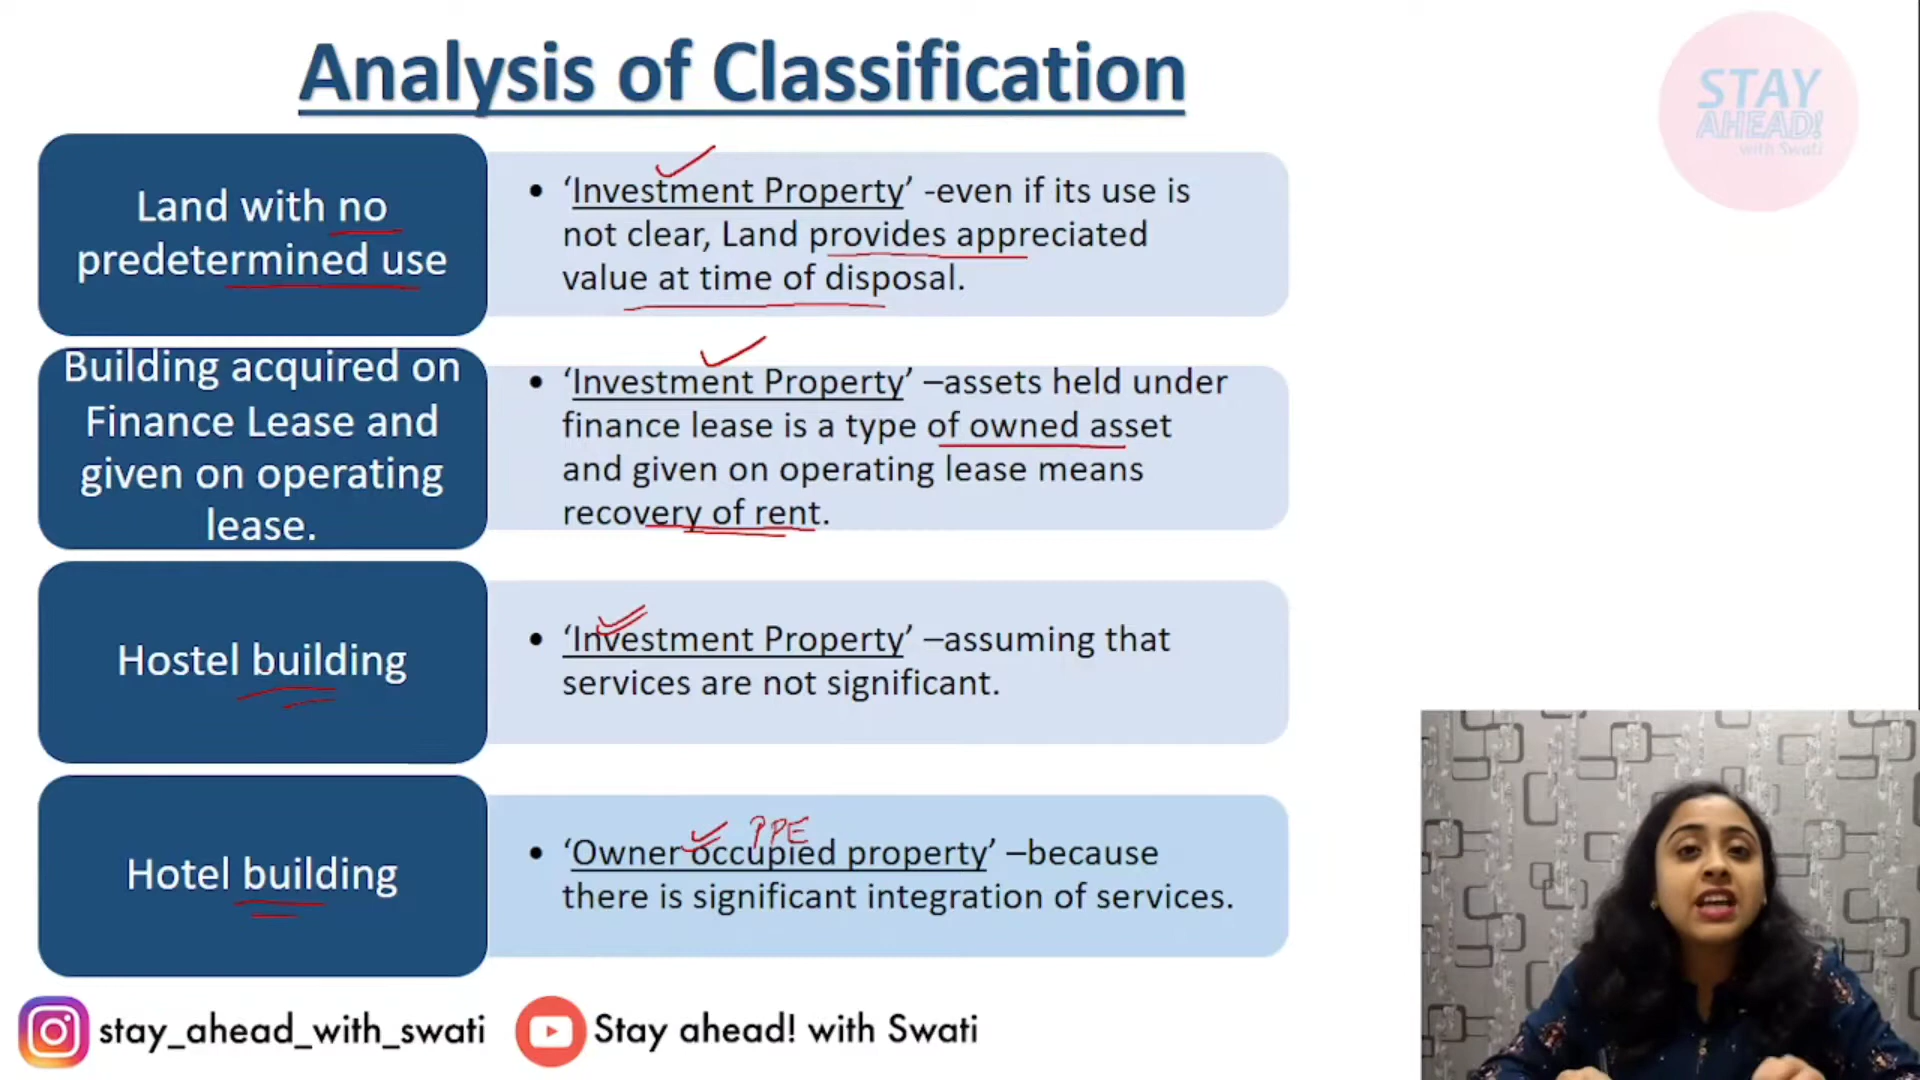 Analysis of Classification
STAY
AHEAD!
with Swati
Land with no
predetermined use
• ‘Investment Property’ -even if its use is
not clear, Land provides appreciated
value at time of disposal.
Building acquired on
Finance Lease and
given on operating
lease.
• ‘Investment Property’ –assets held under
finance lease is a type of owned asset
and given on operating lease means
recovery of rent.
Hostel building
• ‘Investment Property’ –assuming that
services are not significant.
Hotel building
PPE
• ‘Owner occupied property’ –because
there is significant integration of services.
stay_ahead_with_swati
Stay ahead! with Swati